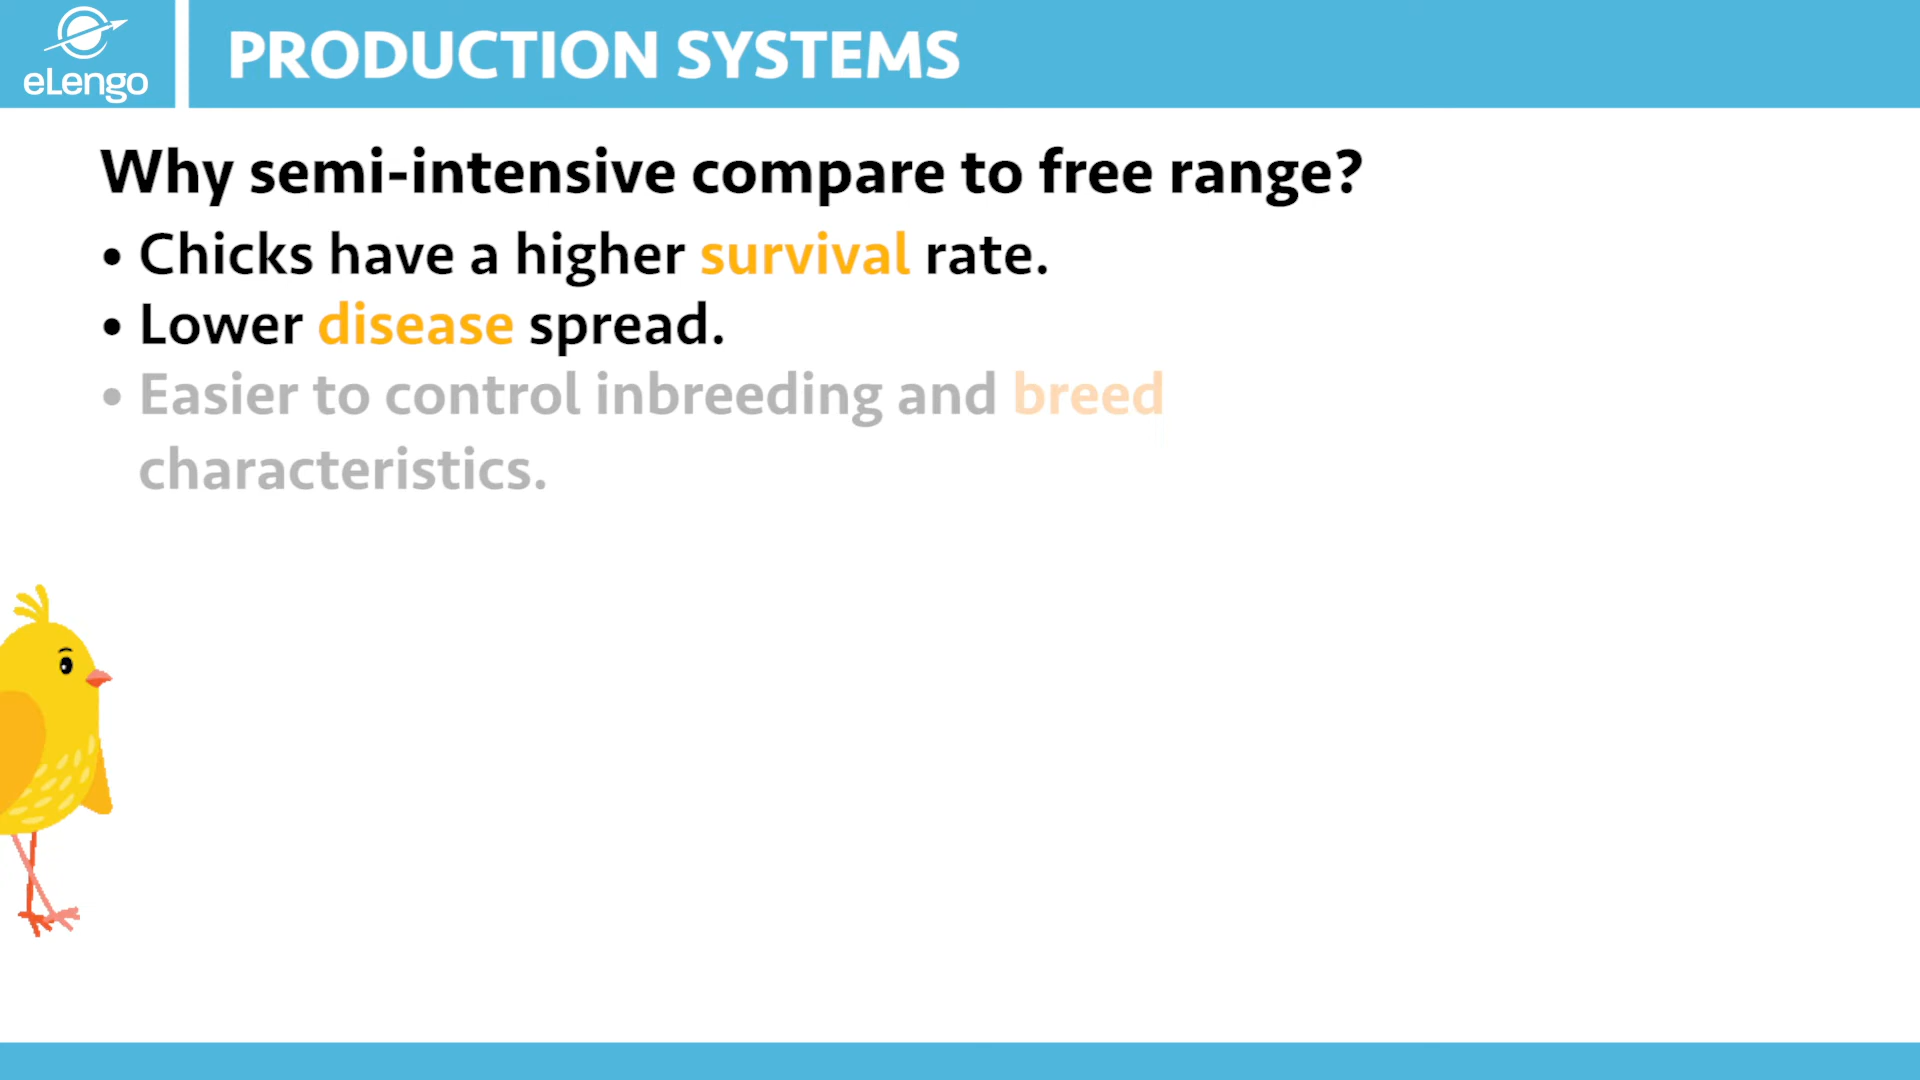 eLengo
PRODUCTION SYSTEMS
Why semi-intensive compare to free range?
• Chicks have a higher survival rate.
• Lower disease spread.
• Easier to control inbreeding and breed
characteristics.